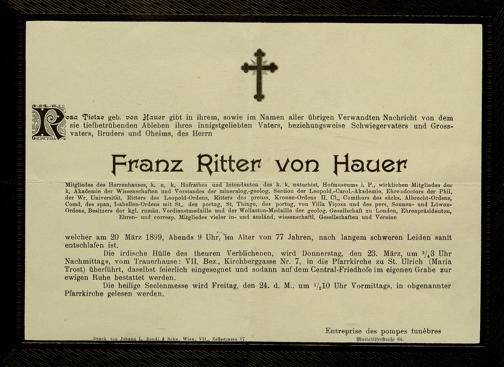 Rosa Tietze geb. von Hauer gibt in ihrem, sowie im Namen aller übrigen Verwandten Nachricht von dem
sie tiefbetrübenden Ableben ihres innigstgeliebten Vaters, beziehungsweise Schwiegervaters und Gross-
vaters, Bruders und Oheims, des Herrn
Franz Ritter von Hauer
Mitgliedes des Herrenhauses, k. u. k. Hofrathes und Intendanten des k. k. naturhist. Hofmuseums i. P., wirklichen Mitgliedes der
k. Akademie der Wissenschaften und Vorstandes der mineralog.-geolog. Section der Leopold.-Carol.-Akademie, Ehrendoctors der Phil.
der Wr. Universität, Ritters des Leopold-Ordens, Ritters des preuss. Kronen-Ordens II. Cl., Comthurs des sächs. Albrecht-Ordens,
Comd. des span. Isabellen-Ordens mit St., des portug. St. Thiago, des portug. von Villa Viçosa und des pers. Sonnen- und Löwen-
Ordens, Besitzers der kgl. rumän. Verdienstmedaille und der Wollaston-Medaille der geolog. Gesellschaft zu London, Ehrenpräsidenten,
Ehren- und corresp. Mitgliedes vieler in- und ausländ. wissenschaftl. Gesellschaften und Vereine
welcher am 20 März 1899, Abends 9 Uhr, im Alter von 77 Jahren, nach langem schweren Leiden sanft
entschlafen ist.
Die irdische Hülle des theuren Verblichenen, wird Donnerstag, den 23. März, um ³/₄3 Uhr
Nachmittags, vom Trauerhause: VII. Bez., Kirchberggasse Nr. 7, in die Pfarrkirche zu St. Ulrich (Maria
Trost) überführt, daselbst feierlich eingesegnet und sodann auf dem Central-Friedhofe im eigenen Grabe zur
ewigen Ruhe bestattet werden.
Die heilige Seelenmesse wird Freitag, den 24. d. M., um ¹/₂10 Uhr Vormittags, in obgenannter
Pfarrkirche gelesen werden.
Entreprise des pompes funèbres
Druck von Johann L. Bondi & Sohn, Wien, VII., Zollergasse 17